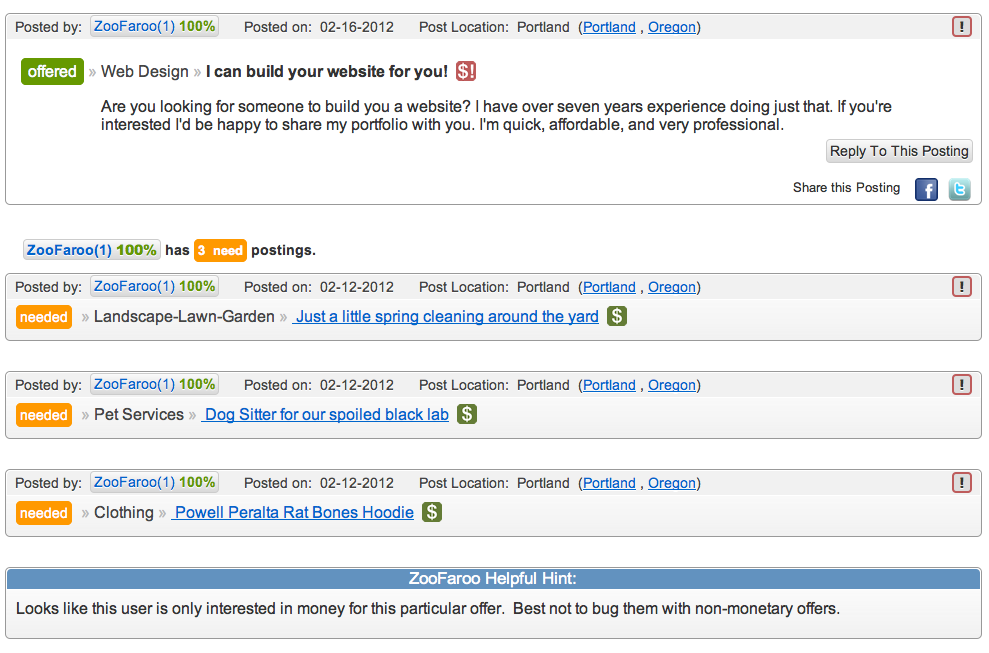 Posted by: ZooFaroo(1) 100% Posted on: 02-16-2012 Post Location: Portland (Portland , Oregon) !
offered » Web Design » I can build your website for you! $!
Are you looking for someone to build you a website? I have over seven years experience doing just that. If you're
interested I'd be happy to share my portfolio with you. I'm quick, affordable, and very professional.
Reply To This Posting
Share this Posting f t
ZooFaroo(1) 100% has 3 need postings.
Posted by: ZooFaroo(1) 100% Posted on: 02-12-2012 Post Location: Portland (Portland , Oregon) !
needed » Landscape-Lawn-Garden » Just a little spring cleaning around the yard $
Posted by: ZooFaroo(1) 100% Posted on: 02-12-2012 Post Location: Portland (Portland , Oregon) !
needed » Pet Services » Dog Sitter for our spoiled black lab $
Posted by: ZooFaroo(1) 100% Posted on: 02-12-2012 Post Location: Portland (Portland , Oregon) !
needed » Clothing » Powell Peralta Rat Bones Hoodie $
ZooFaroo Helpful Hint:
Looks like this user is only interested in money for this particular offer. Best not to bug them with non-monetary offers.